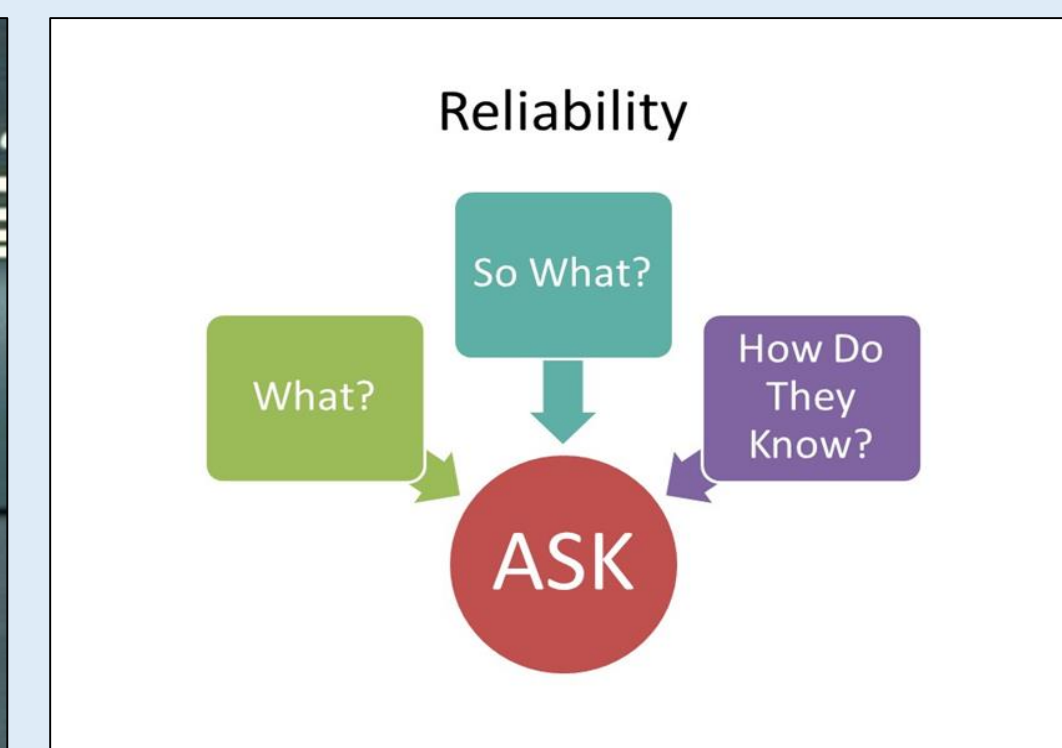 Reliability
So What?
What?
How Do
They
Know?
ASK